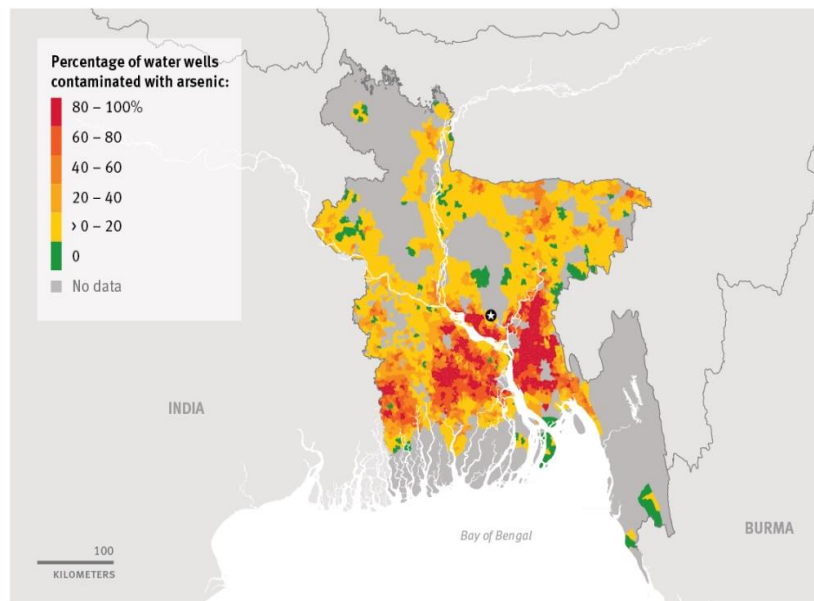 Percentage of water wells
contaminated with arsenic:
80 – 100%
60 – 80
40 – 60
20 – 40
> 0 – 20
0
No data
INDIA
Bay of Bengal
BURMA
100
KILOMETERS